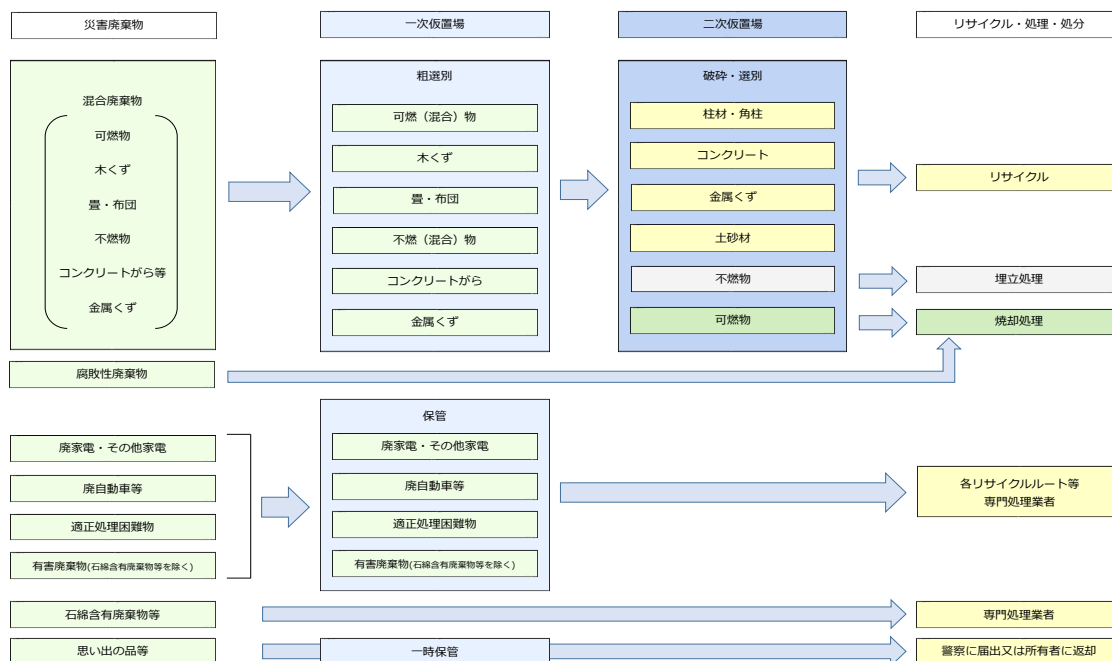 災害廃棄物
一次仮置場
二次仮置場
リサイクル・処理・処分
混合廃棄物
可燃物
木くず
畳・布団
不燃物
コンクリートがら等
金属くず
粗選別
可燃（混合）物
木くず
畳・布団
不燃（混合）物
コンクリートがら
金属くず
破砕・選別
柱材・角柱
コンクリート
金属くず
土砂材
不燃物
可燃物
リサイクル
埋立処理
焼却処理
腐敗性廃棄物
廃家電・その他家電
廃自動車等
適正処理困難物
有害廃棄物(石綿含有廃棄物等を除く)
保管
廃家電・その他家電
廃自動車等
適正処理困難物
有害廃棄物(石綿含有廃棄物等を除く)
各リサイクルルート等
専門処理業者
石綿含有廃棄物等
専門処理業者
思い出の品等
一時保管
警察に届出又は所有者に返却